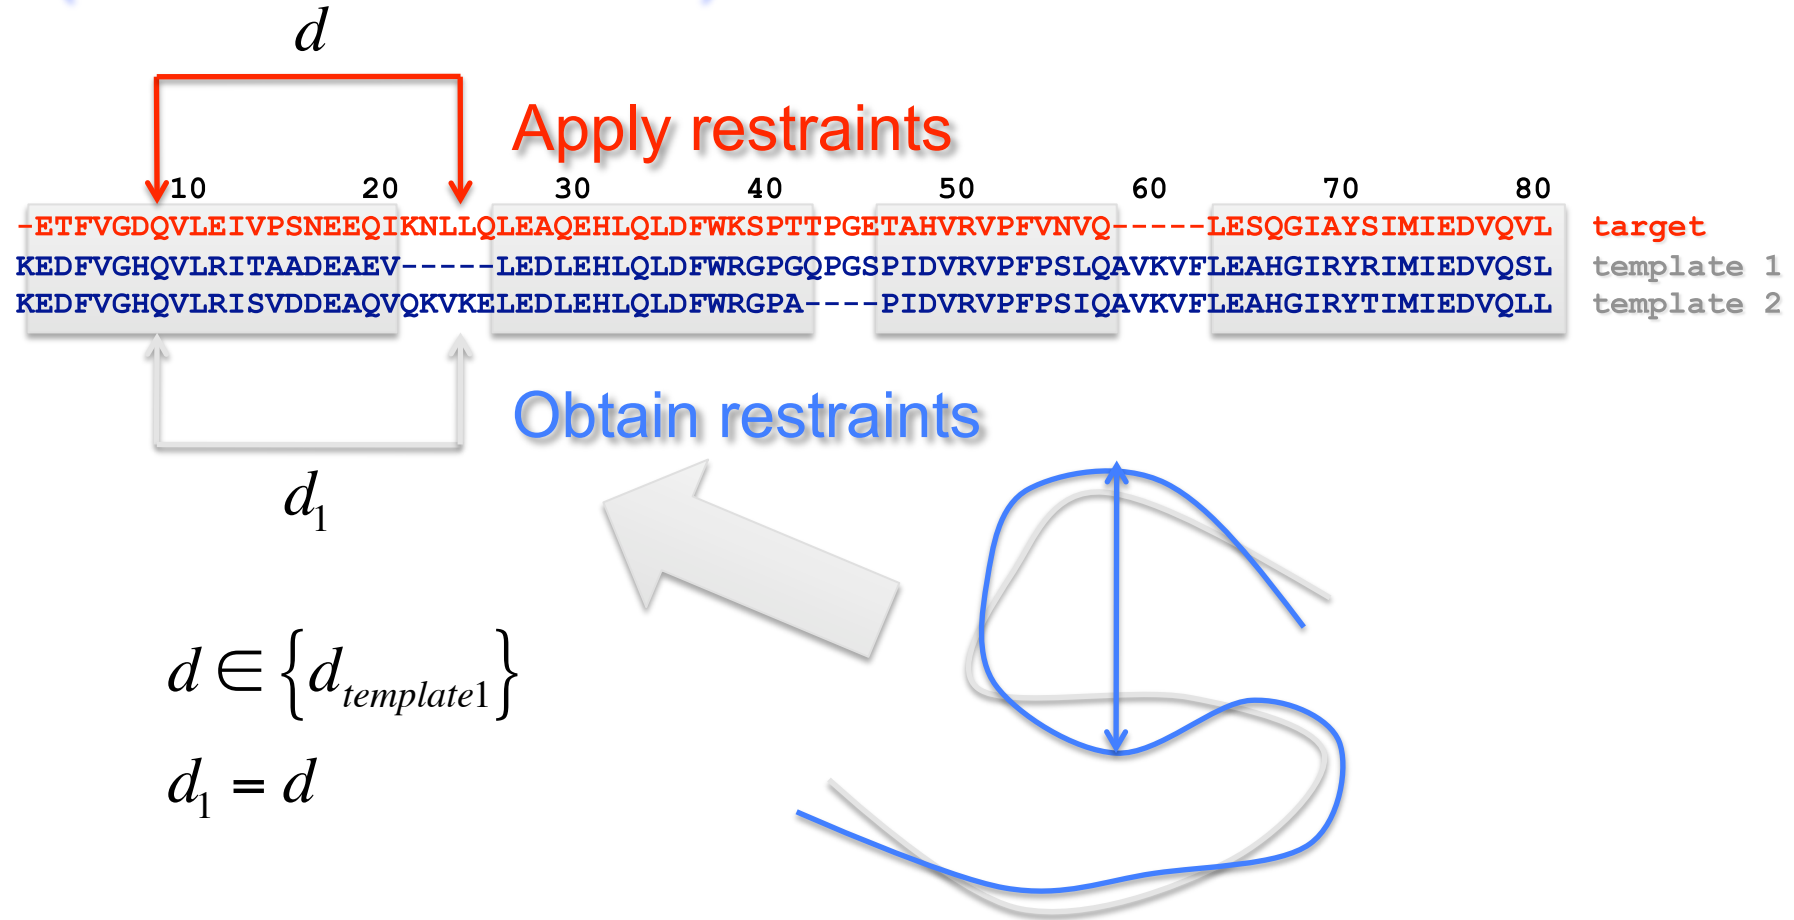 d
Apply restraints
10 20 30 40 50 60 70 80
-ETFVGDQVLEIVPSNEEQIKNLLQLEAQEHLQLDFWKSPTTPGETAHVRVPFVNVQ-----LESQGIAYSIMIEDVQVL target
KEDFVGHQVLRITAADEAEV-----LEDLEHLQLDFWRGPGQPGSPIDVRVPFPSLQAVKVFLEAHGIRYRIMIEDVQSL template 1
KEDFVGHQVLRISVDDEAQVQKVKELEDLEHLQLDFWRGPA----PIDVRVPFPSIQAVKVFLEAHGIRYTIMIEDVQLL template 2
Obtain restraints
d₁
d ∈ {d_template1}
d₁ = d